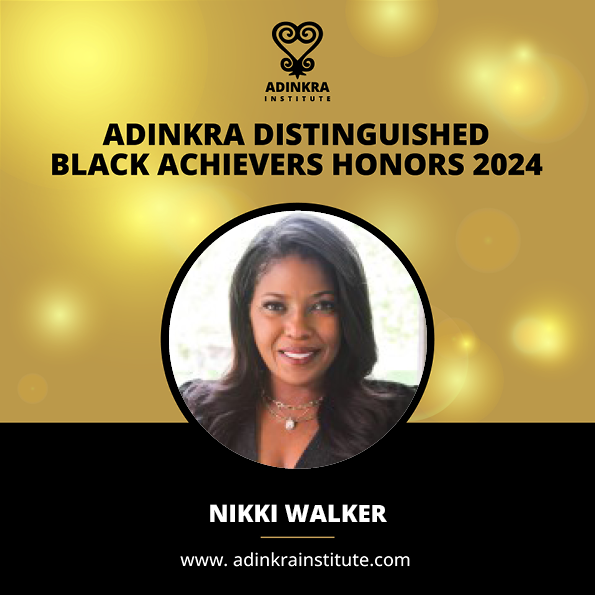 ADINKRA
INSTITUTE
ADINKRA DISTINGUISHED
BLACK ACHIEVERS HONORS 2024
NIKKI WALKER
www. adinkrainstitute.com